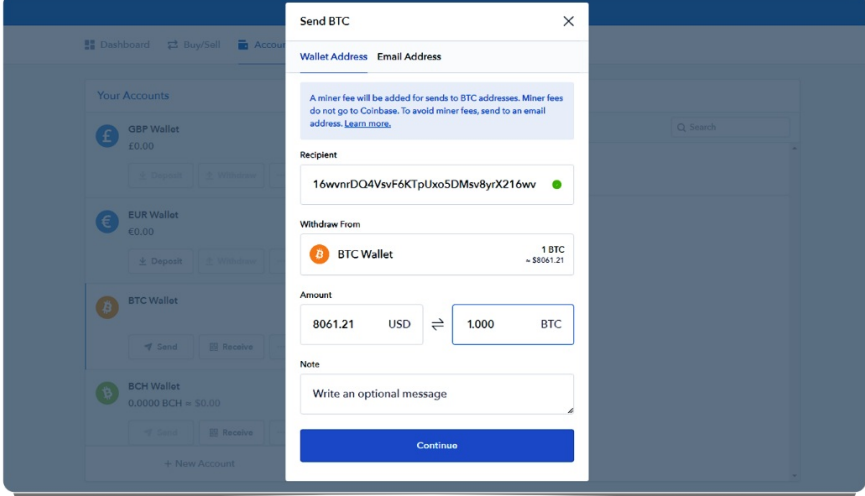 Send BTC
Dashboard
Buy/Sell
Accou
Wallet Address
Email Address
Your Accounts
A miner fee will be added for sends to BTC addresses. Miner fees
do not go to Coinbase. To avoid miner fees, send to an email
address. Learn more.
GBP Wallet
£0.00
Deposit
Withdraw
Search
Recipient
16wvnrDQ4VsvF6KTpUxo5DMsv8yrX216wv
EUR Wallet
€0.00
Deposit
Withdraw
Withdraw From
BTC Wallet
1 BTC
≈ $8061.21
BTC Wallet
Send
Receive
Amount
8061.21 USD
1.000 BTC
Note
Write an optional message
BCH Wallet
0.0000 BCH ≈ $0.00
Send
Receive
Continue
+ New Account